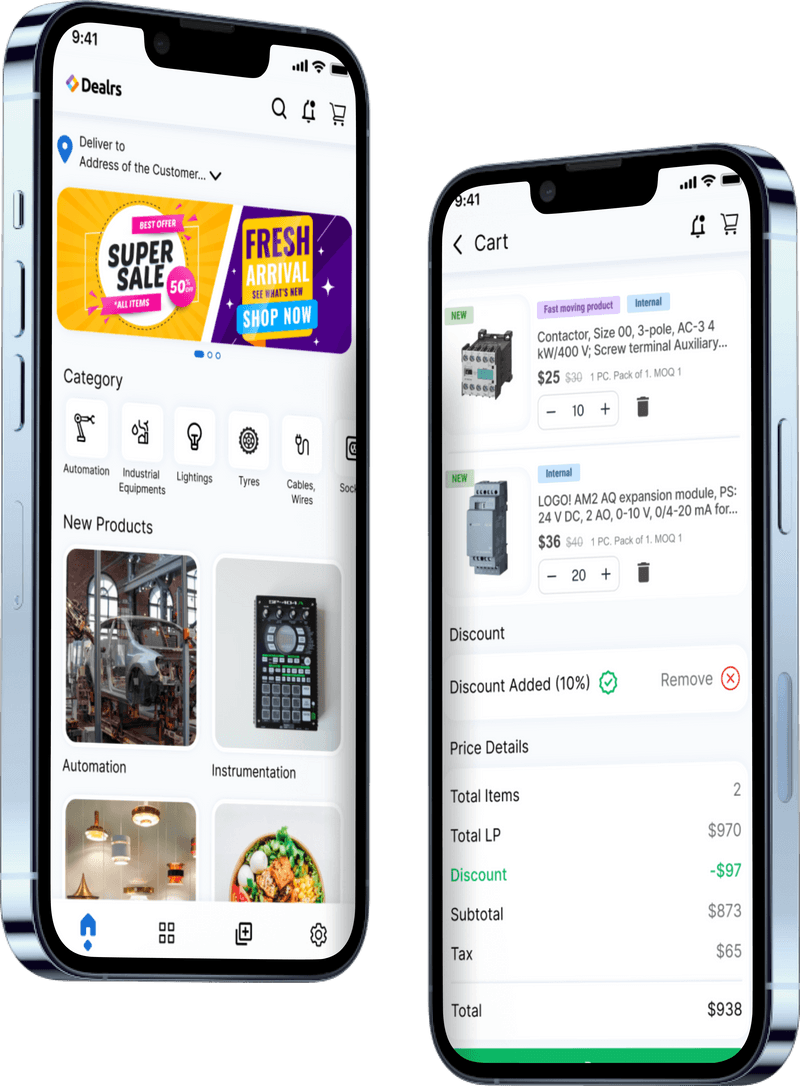 9:41
Dealrs
Deliver to
Address of the Customer...
BEST OFFER
SUPER
SALE
50%
OFF
*ALL ITEMS
FRESH
ARRIVAL
SEE WHAT'S NEW
SHOP NOW
Category
Automation
Industrial
Equipments
Lightings
Tyres
Cables,
Wires
Sock
New Products
Automation
Instrumentation
9:41
Cart
NEW
Fast moving product
Internal
Contactor, Size 00, 3-pole, AC-3 4
kW/400 V; Screw terminal Auxiliary...
$25 $30 1 PC. Pack of 1. MOQ 1
− 10 +
NEW
Internal
LOGO! AM2 AQ expansion module, PS:
24 V DC, 2 AO, 0-10 V, 0/4-20 mA for...
$36 $40 1 PC. Pack of 1. MOQ 1
− 20 +
Discount
Discount Added (10%) Remove
Price Details
Total Items 2
Total LP $970
Discount -$97
Subtotal $873
Tax $65
Total $938